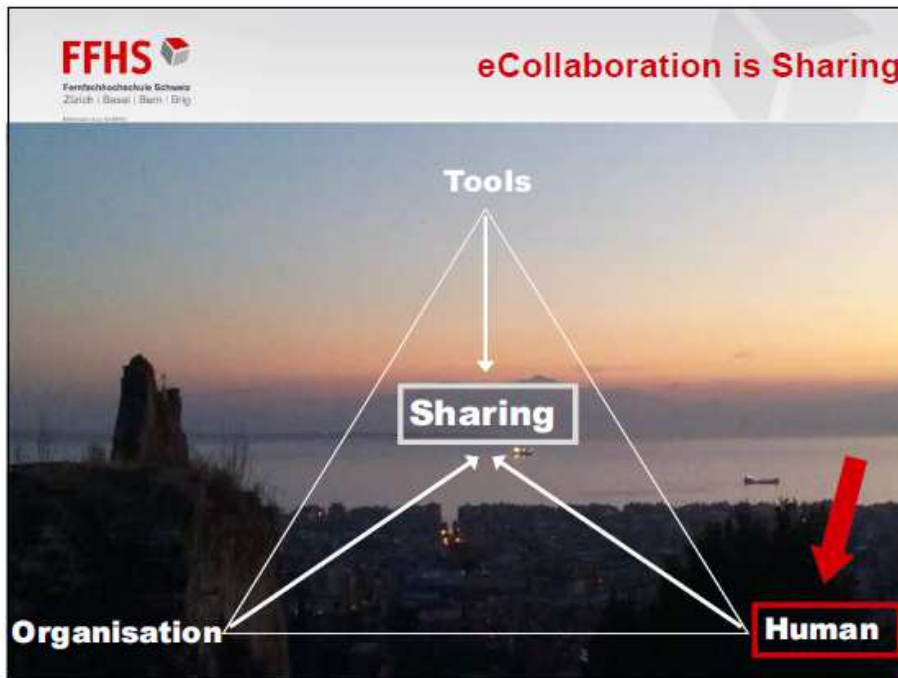 FFHS
eCollaboration is Sharing
Fernfachhochschule Schweiz
Zürich | Basel | Bern | Brig
Tools
Sharing
Organisation
Human